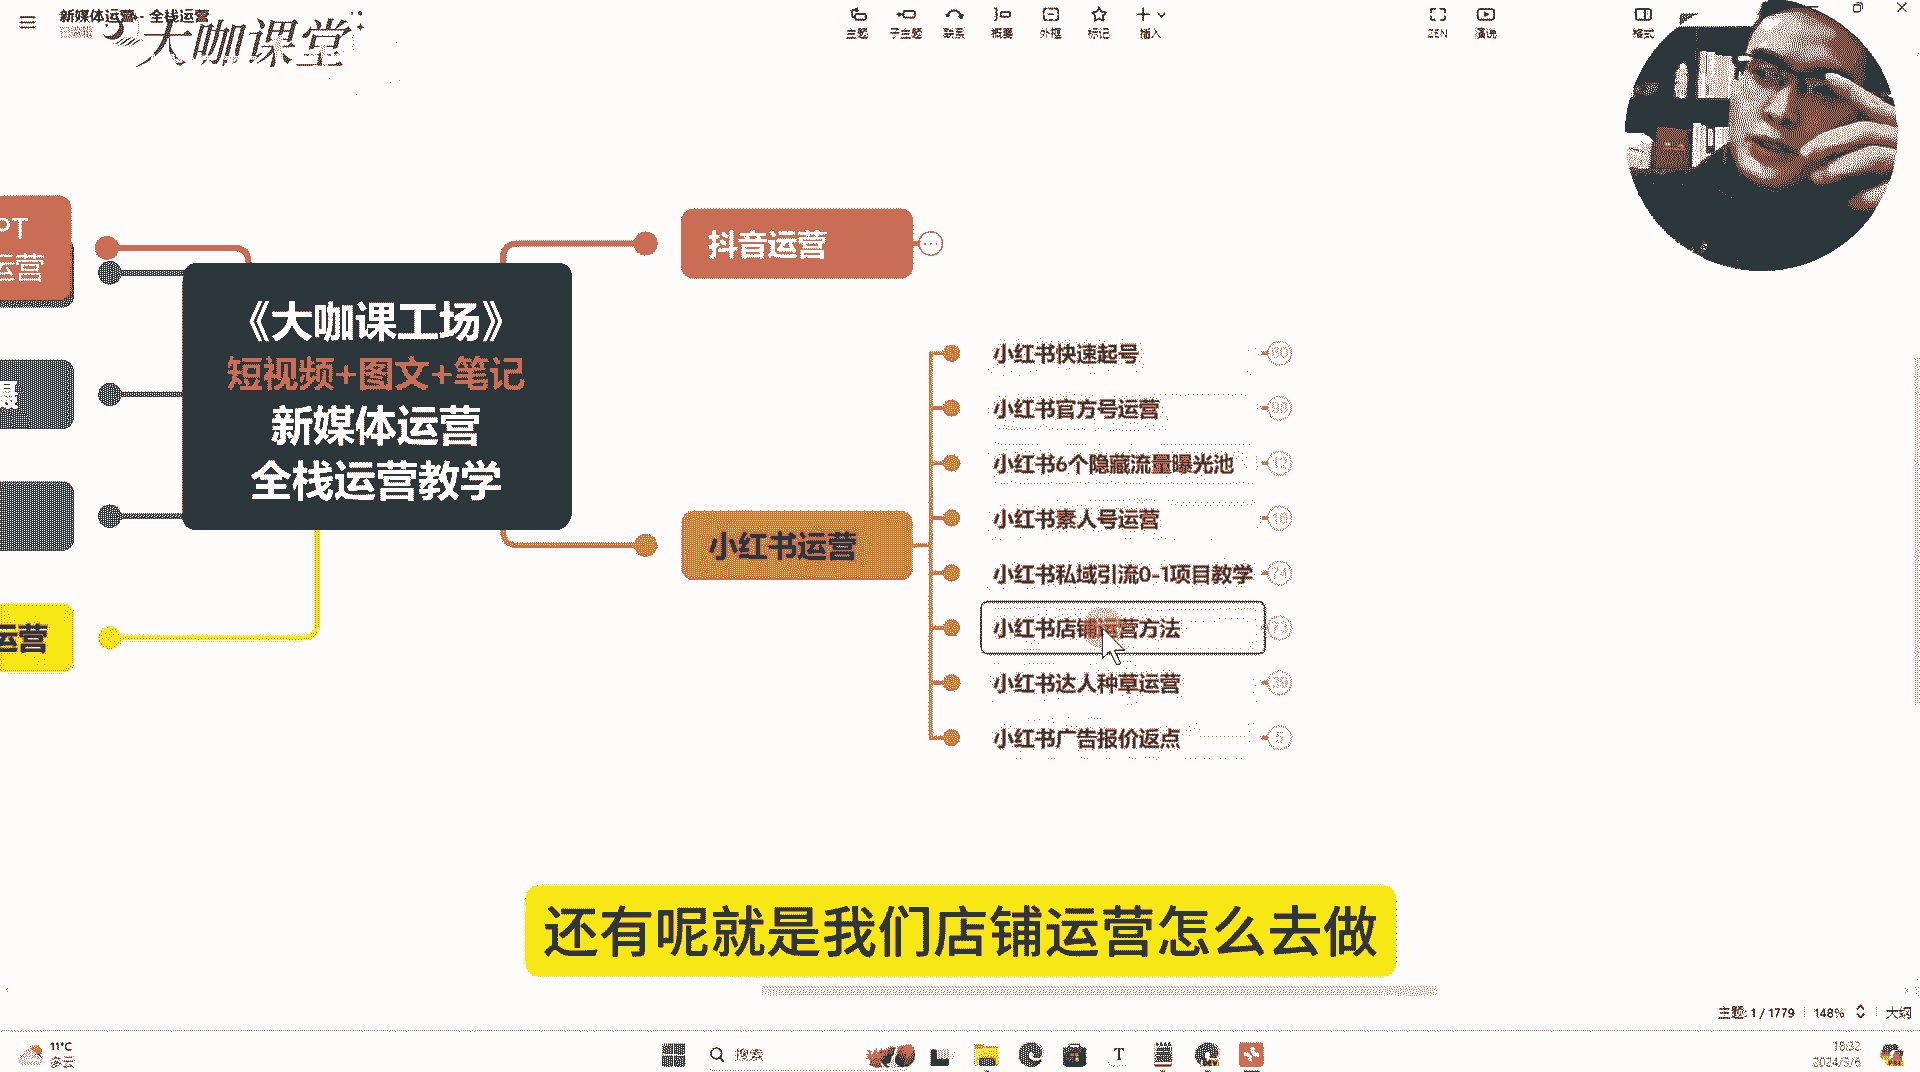 新媒体运营 - 全栈运营
大咖课堂
主题
子主题
联系
概要
外框
标记
插入
ZEN
演说
格式
PT
运营
运营
《大咖课工场》
短视频+图文+笔记
新媒体运营
全栈运营教学
抖音运营
小红书运营
小红书快速起号
60
小红书官方号运营
98
小红书6个隐藏流量曝光池
12
小红书素人号运营
小红书私域引流0-1项目教学
74
小红书店铺运营方法
73
小红书达人种草运营
39
小红书广告报价返点
5
还有呢就是我们店铺运营怎么去做
主题: 1 / 1779
148%
大纲
11°C
多云
搜索
18:32
2024/3/6